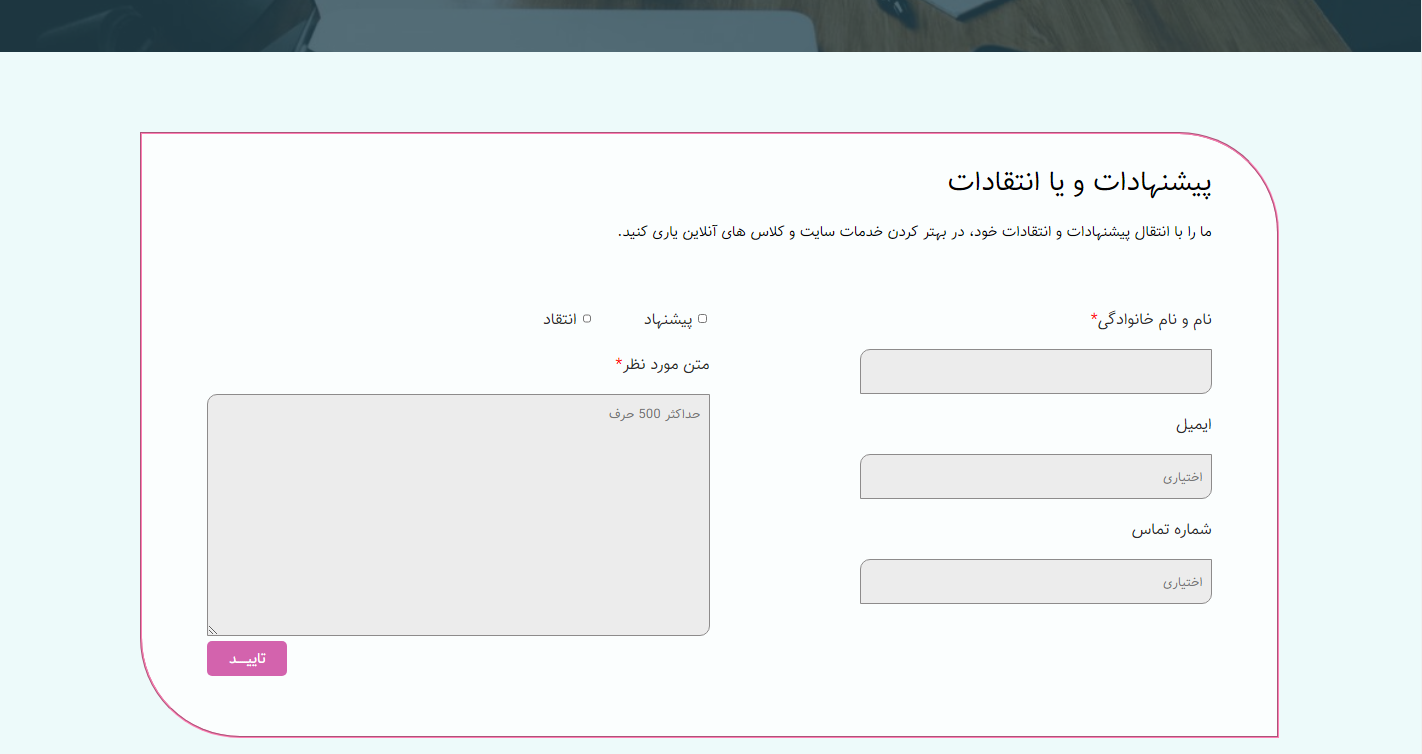 پیشنهادات و یا انتقادات
ما را با انتقال پیشنهادات و انتقادات خود، در بهتر کردن خدمات سایت و کلاس های آنلاین یاری کنید.
نام و نام خانوادگی*
ایمیل
اختیاری
شماره تماس
اختیاری
پیشنهاد انتقاد
متن مورد نظر*
حداکثر 500 حرف
تاییــد